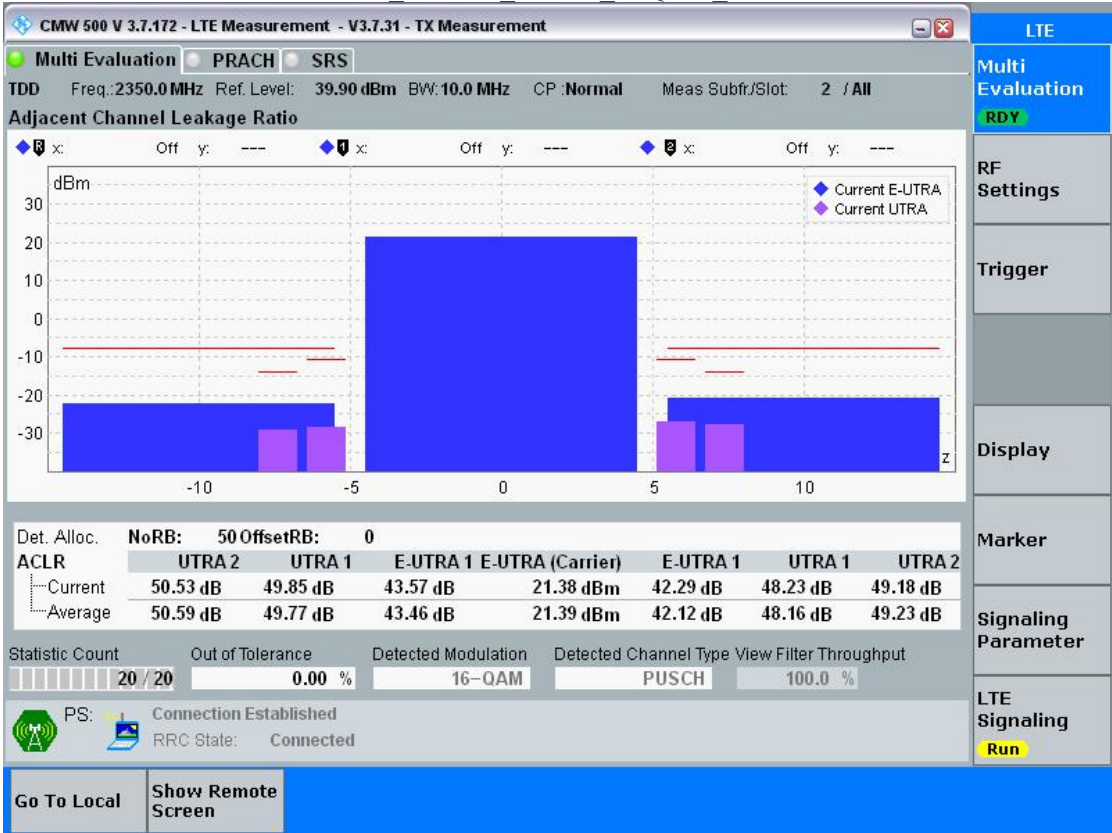 CMW 500 V 3.7.172 - LTE Measurement - V3.7.31 - TX Measurement
LTE
Multi Evaluation PRACH SRS
Multi
Evaluation
RDY
TDD Freq.:2350.0 MHz Ref. Level: 39.90 dBm BW:10.0 MHz CP :Normal Meas Subfr./Slot: 2 / All
Adjacent Channel Leakage Ratio
R x: Off y: --- 1 x: Off y: --- 2 x: Off y: ---
RF
Settings
dBm
Current E-UTRA
Current UTRA
30
20
10
0
-10
-20
-30
z
-10 -5 0 5 10
Trigger
Display
Marker
Det. Alloc. NoRB: 50 OffsetRB: 0
ACLR UTRA 2 UTRA 1 E-UTRA 1 E-UTRA (Carrier) E-UTRA 1 UTRA 1 UTRA 2
Current 50.53 dB 49.85 dB 43.57 dB 21.38 dBm 42.29 dB 48.23 dB 49.18 dB
Average 50.59 dB 49.77 dB 43.46 dB 21.39 dBm 42.12 dB 48.16 dB 49.23 dB
Signaling
Parameter
Statistic Count Out of Tolerance Detected Modulation Detected Channel Type View Filter Throughput
20 / 20 0.00 % 16-QAM PUSCH 100.0 %
PS: Connection Established
RRC State: Connected
LTE
Signaling
Run
Go To Local
Show Remote
Screen